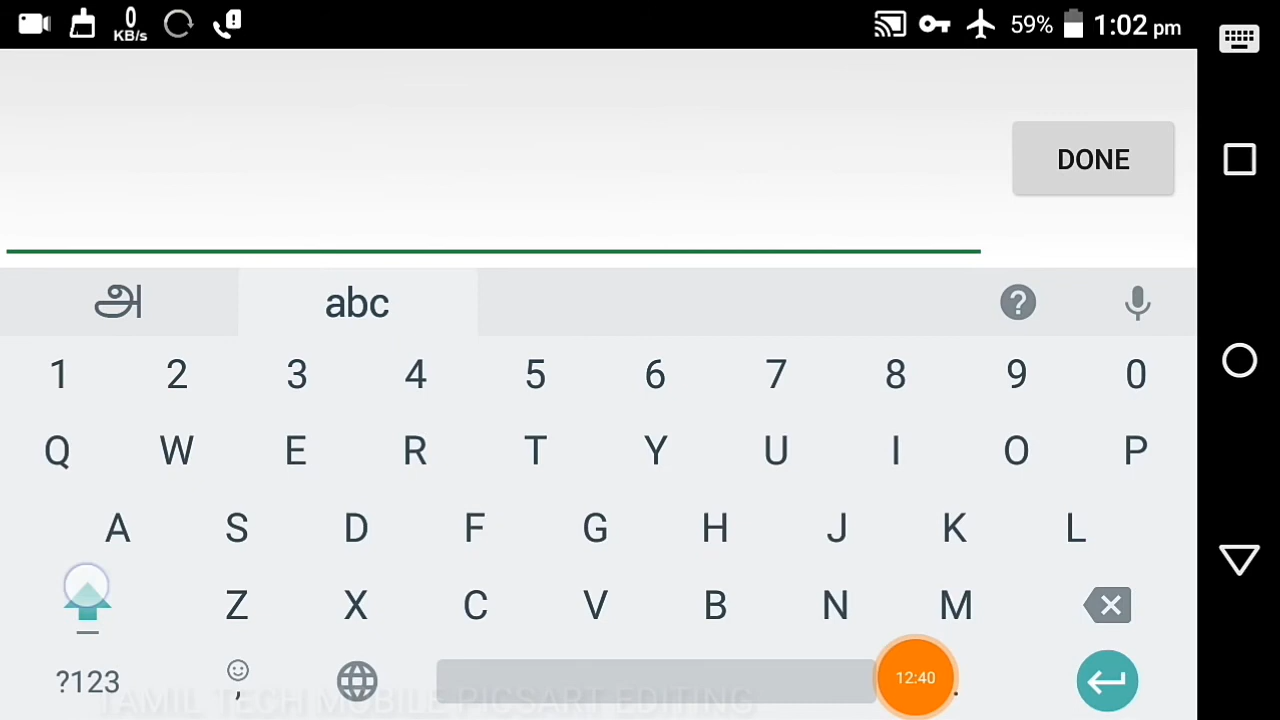 0 KB/s 59% 1:02 pm
DONE
அ abc
1 2 3 4 5 6 7 8 9 0
Q W E R T Y U I O P
A S D F G H J K L
Z X C V B N M
?123 , 12:40 .
TAMIL TECH MOBILE PICSART EDITING